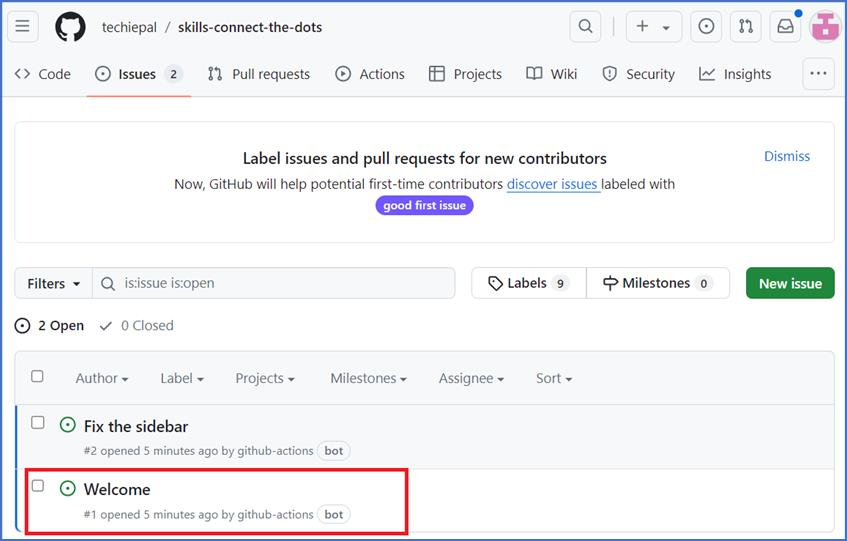 techiepal / skills-connect-the-dots
Code Issues 2 Pull requests Actions Projects Wiki Security Insights
Label issues and pull requests for new contributors
Dismiss
Now, GitHub will help potential first-time contributors discover issues labeled with
good first issue
Filters is:issue is:open Labels 9 Milestones 0 New issue
2 Open 0 Closed
Author Label Projects Milestones Assignee Sort
Fix the sidebar
#2 opened 5 minutes ago by github-actions bot
Welcome
#1 opened 5 minutes ago by github-actions bot